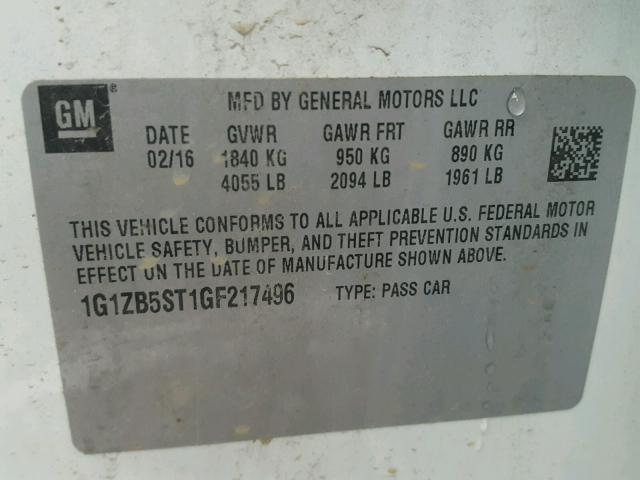 GM®
MFD BY GENERAL MOTORS LLC
DATE GVWR GAWR FRT GAWR RR
02/16 1840 KG 950 KG 890 KG
4055 LB 2094 LB 1961 LB
THIS VEHICLE CONFORMS TO ALL APPLICABLE U.S. FEDERAL MOTOR
VEHICLE SAFETY, BUMPER, AND THEFT PREVENTION STANDARDS IN
EFFECT ON THE DATE OF MANUFACTURE SHOWN ABOVE.
1G1ZB5ST1GF217496 TYPE: PASS CAR